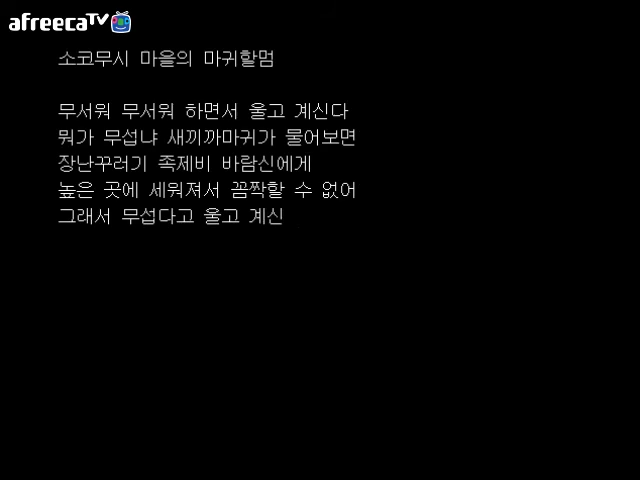 afreecaTV
소코무시 마을의 마귀할멈
무서워 무서워 하면서 울고 계신다
뭐가 무섭냐 새끼까마귀가 물어보면
장난꾸러기 족제비 바람신에게
높은 곳에 세워져서 꼼짝할 수 없어
그래서 무섭다고 울고 계신